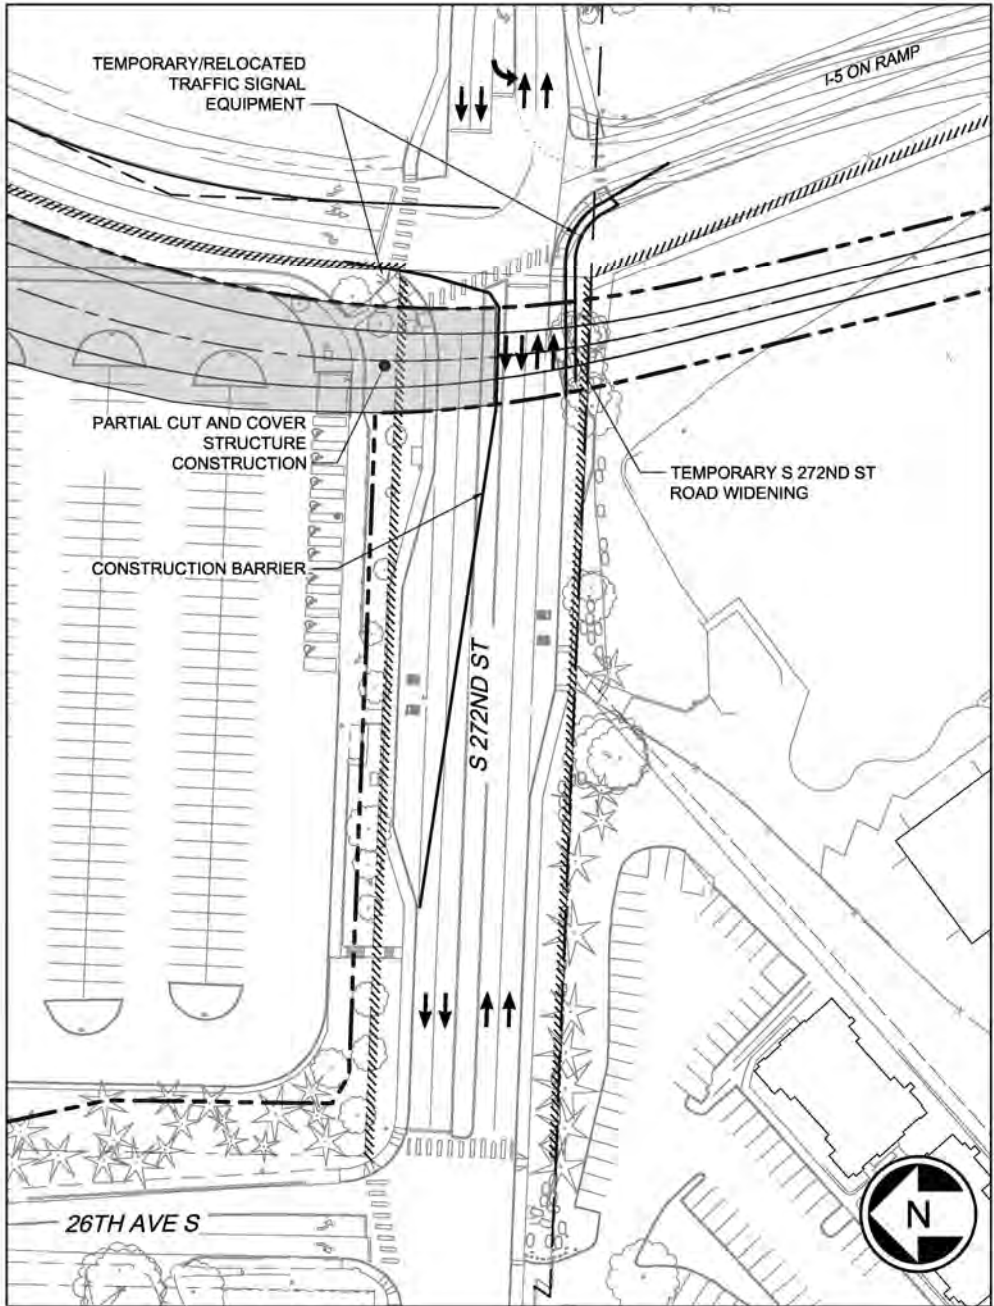 TEMPORARY/RELOCATED
TRAFFIC SIGNAL
EQUIPMENT
I-5 ON RAMP
PARTIAL CUT AND COVER
STRUCTURE
CONSTRUCTION
TEMPORARY S 272ND ST
ROAD WIDENING
CONSTRUCTION BARRIER
S 272ND ST
26TH AVE S
N